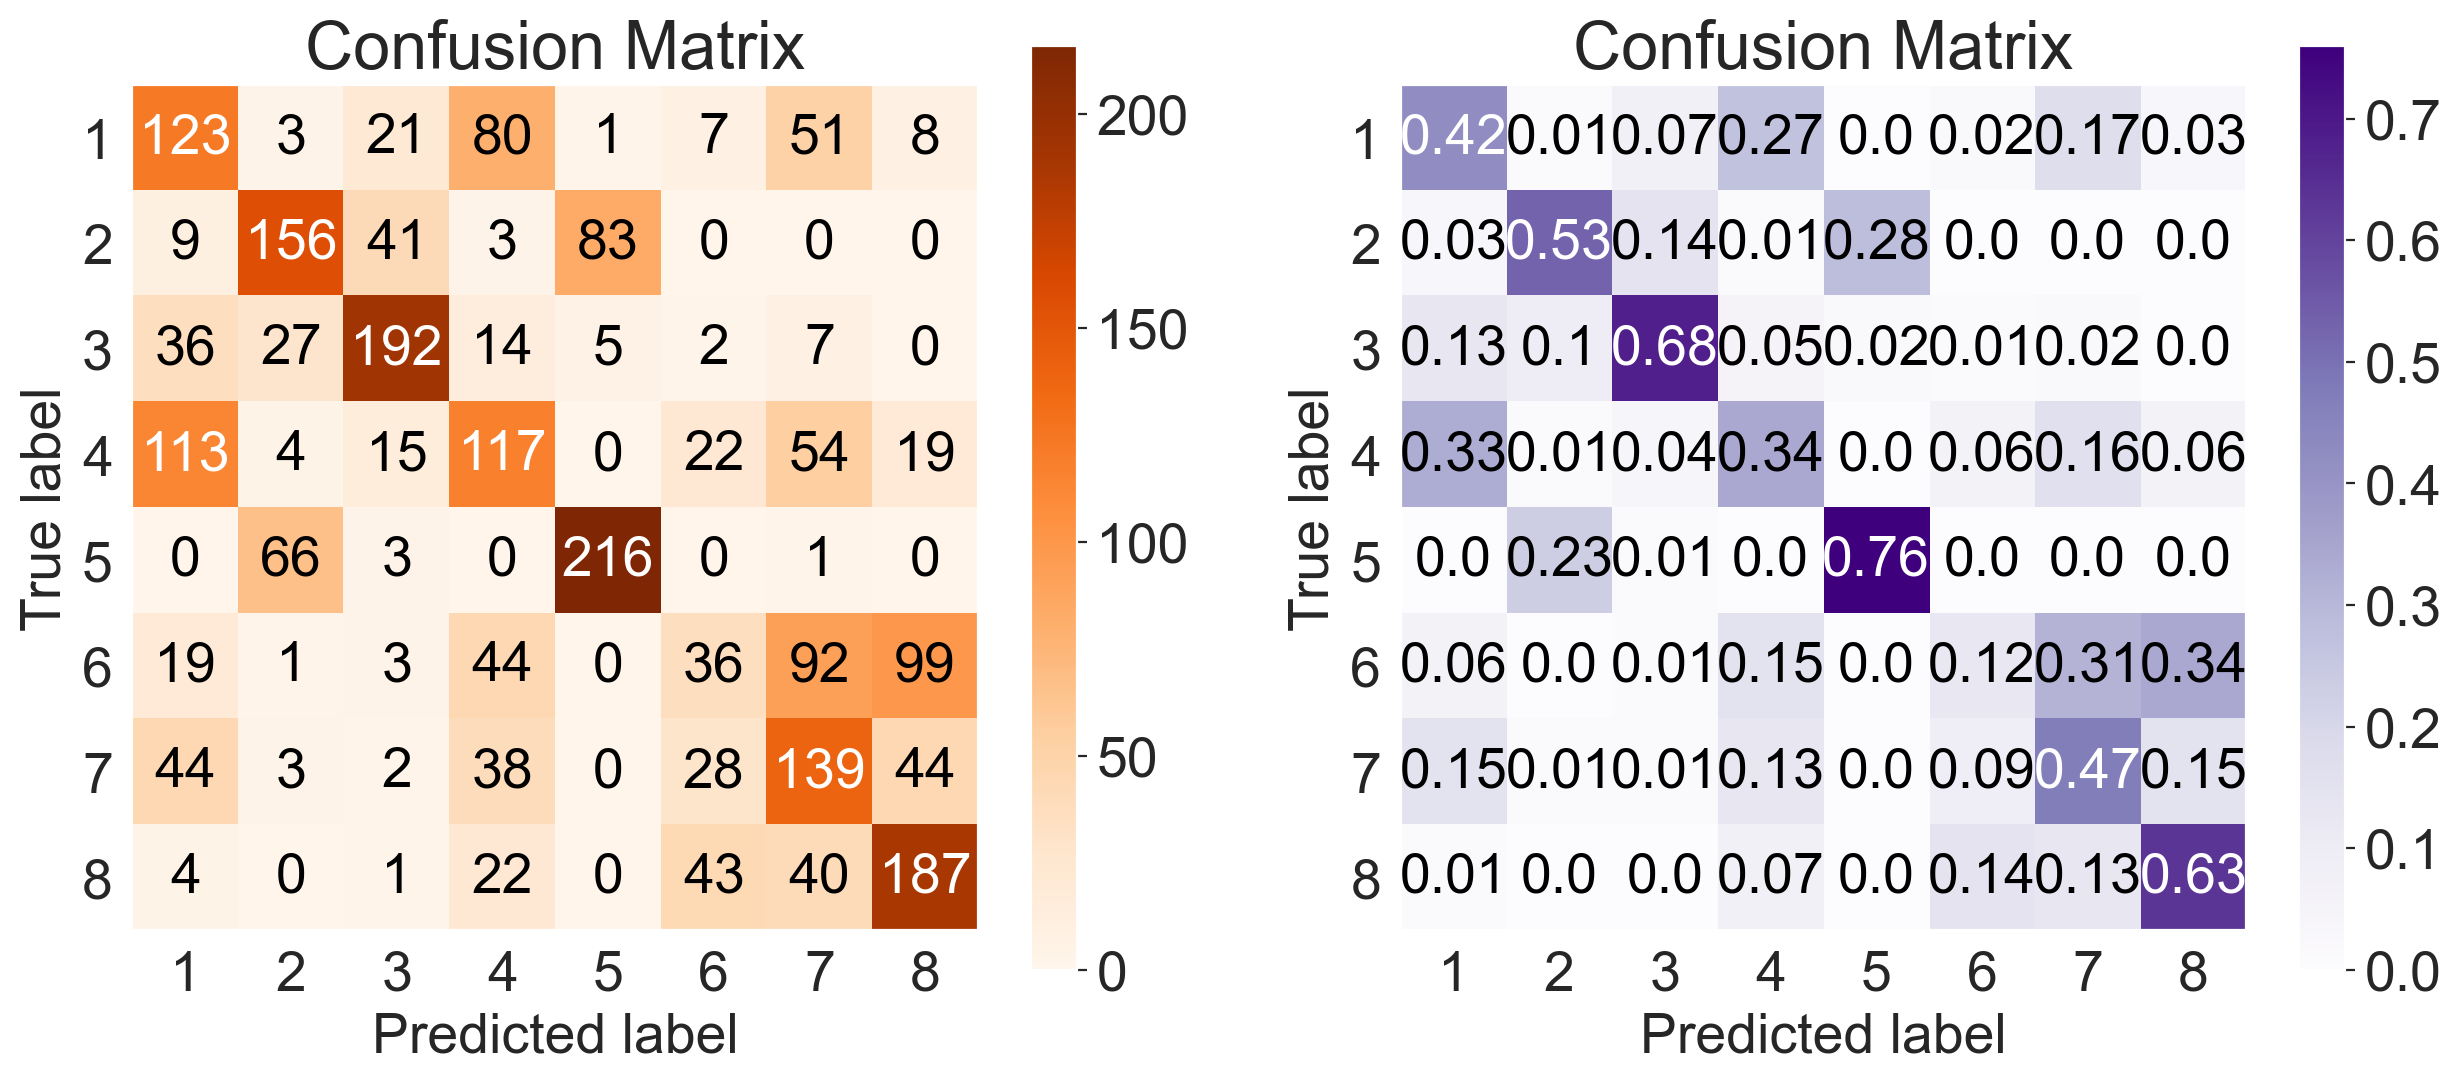 Confusion Matrix
1 123 3 21 80 1 7 51 8
2 9 156 41 3 83 0 0 0
3 36 27 192 14 5 2 7 0
4 113 4 15 117 0 22 54 19
5 0 66 3 0 216 0 1 0
6 19 1 3 44 0 36 92 99
7 44 3 2 38 0 28 139 44
8 4 0 1 22 0 43 40 187
1 2 3 4 5 6 7 8
Predicted label
True label
200
150
100
50
0
Confusion Matrix
1 0.42 0.01 0.07 0.27 0.0 0.02 0.17 0.03
2 0.03 0.53 0.14 0.01 0.28 0.0 0.0 0.0
3 0.13 0.1 0.68 0.05 0.02 0.01 0.02 0.0
4 0.33 0.01 0.04 0.34 0.0 0.06 0.16 0.06
5 0.0 0.23 0.01 0.0 0.76 0.0 0.0 0.0
6 0.06 0.0 0.01 0.15 0.0 0.12 0.31 0.34
7 0.15 0.01 0.01 0.13 0.0 0.09 0.47 0.15
8 0.01 0.0 0.0 0.07 0.0 0.14 0.13 0.63
1 2 3 4 5 6 7 8
Predicted label
True label
0.7
0.6
0.5
0.4
0.3
0.2
0.1
0.0